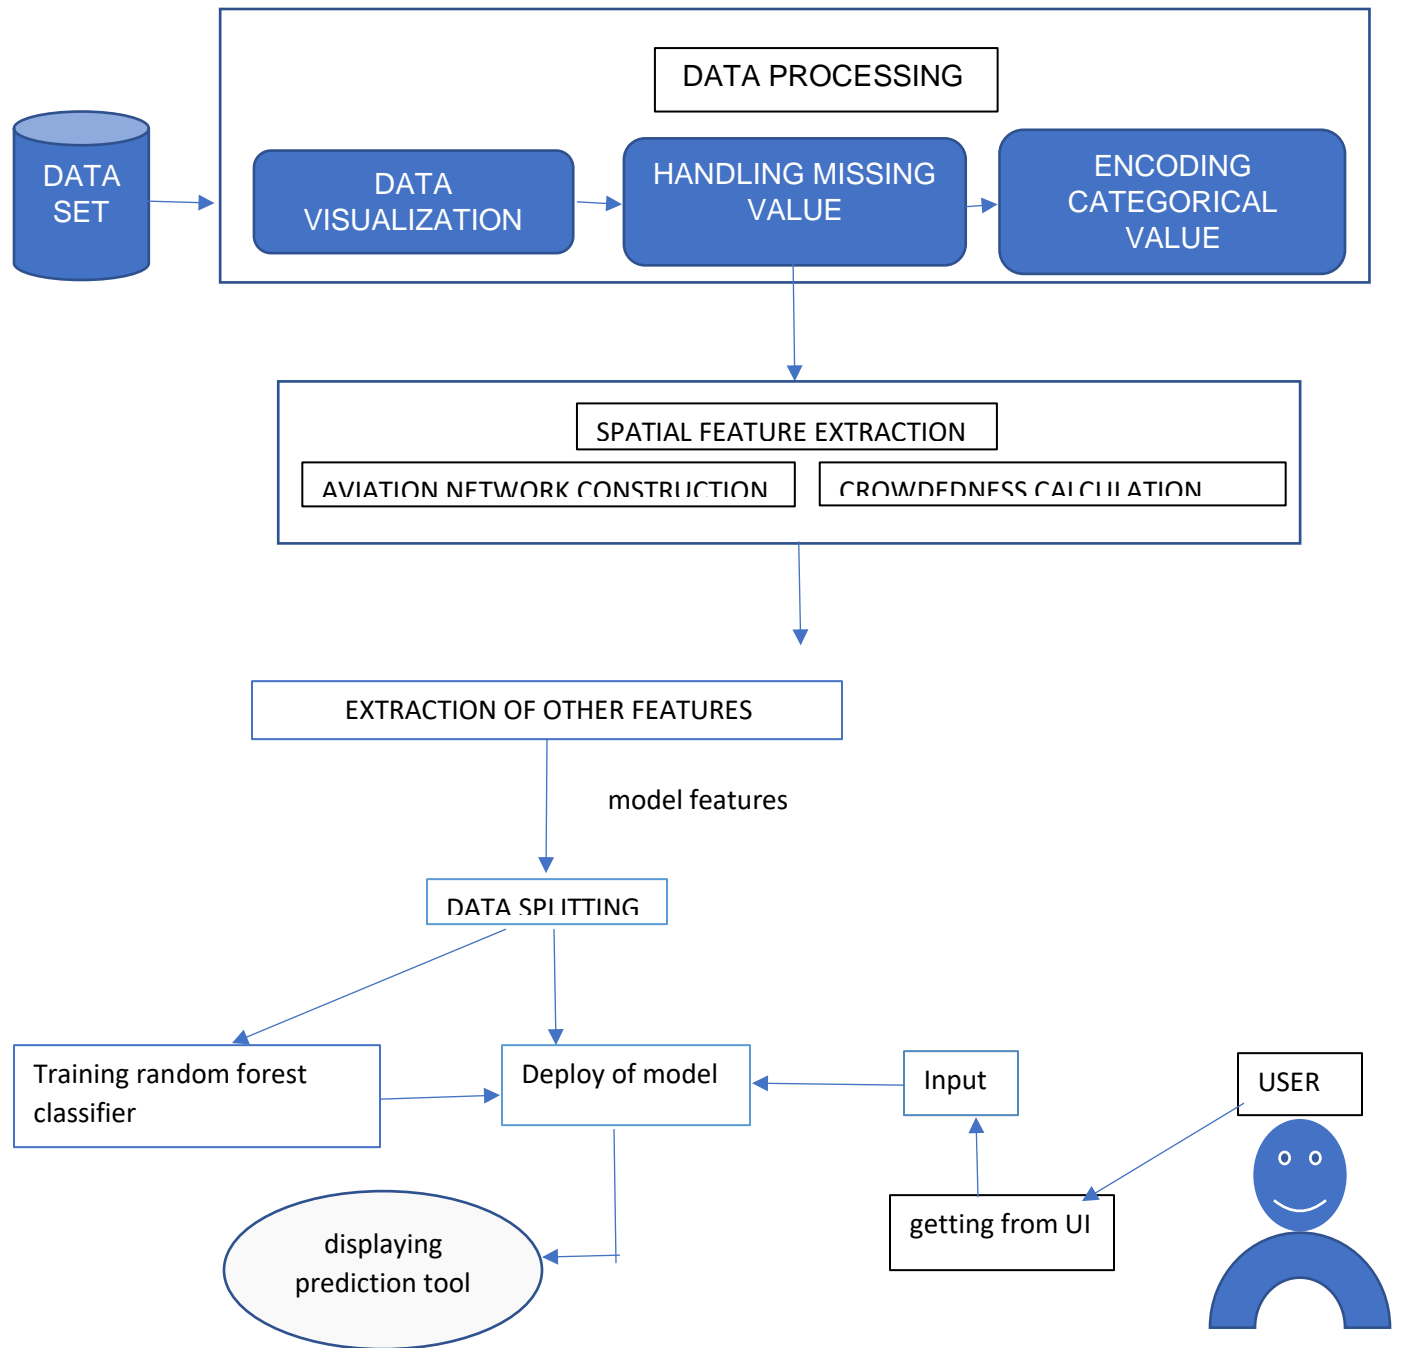 DATA PROCESSING
DATA
SET
DATA
VISUALIZATION
HANDLING MISSING
VALUE
ENCODING
CATEGORICAL
VALUE
SPATIAL FEATURE EXTRACTION
AVIATION NETWORK CONSTRUCTION
CROWDEDNESS CALCULATION
EXTRACTION OF OTHER FEATURES
model features
DATA SPLITTING
Training random forest
classifier
Deploy of model
Input
USER
getting from UI
displaying
prediction tool